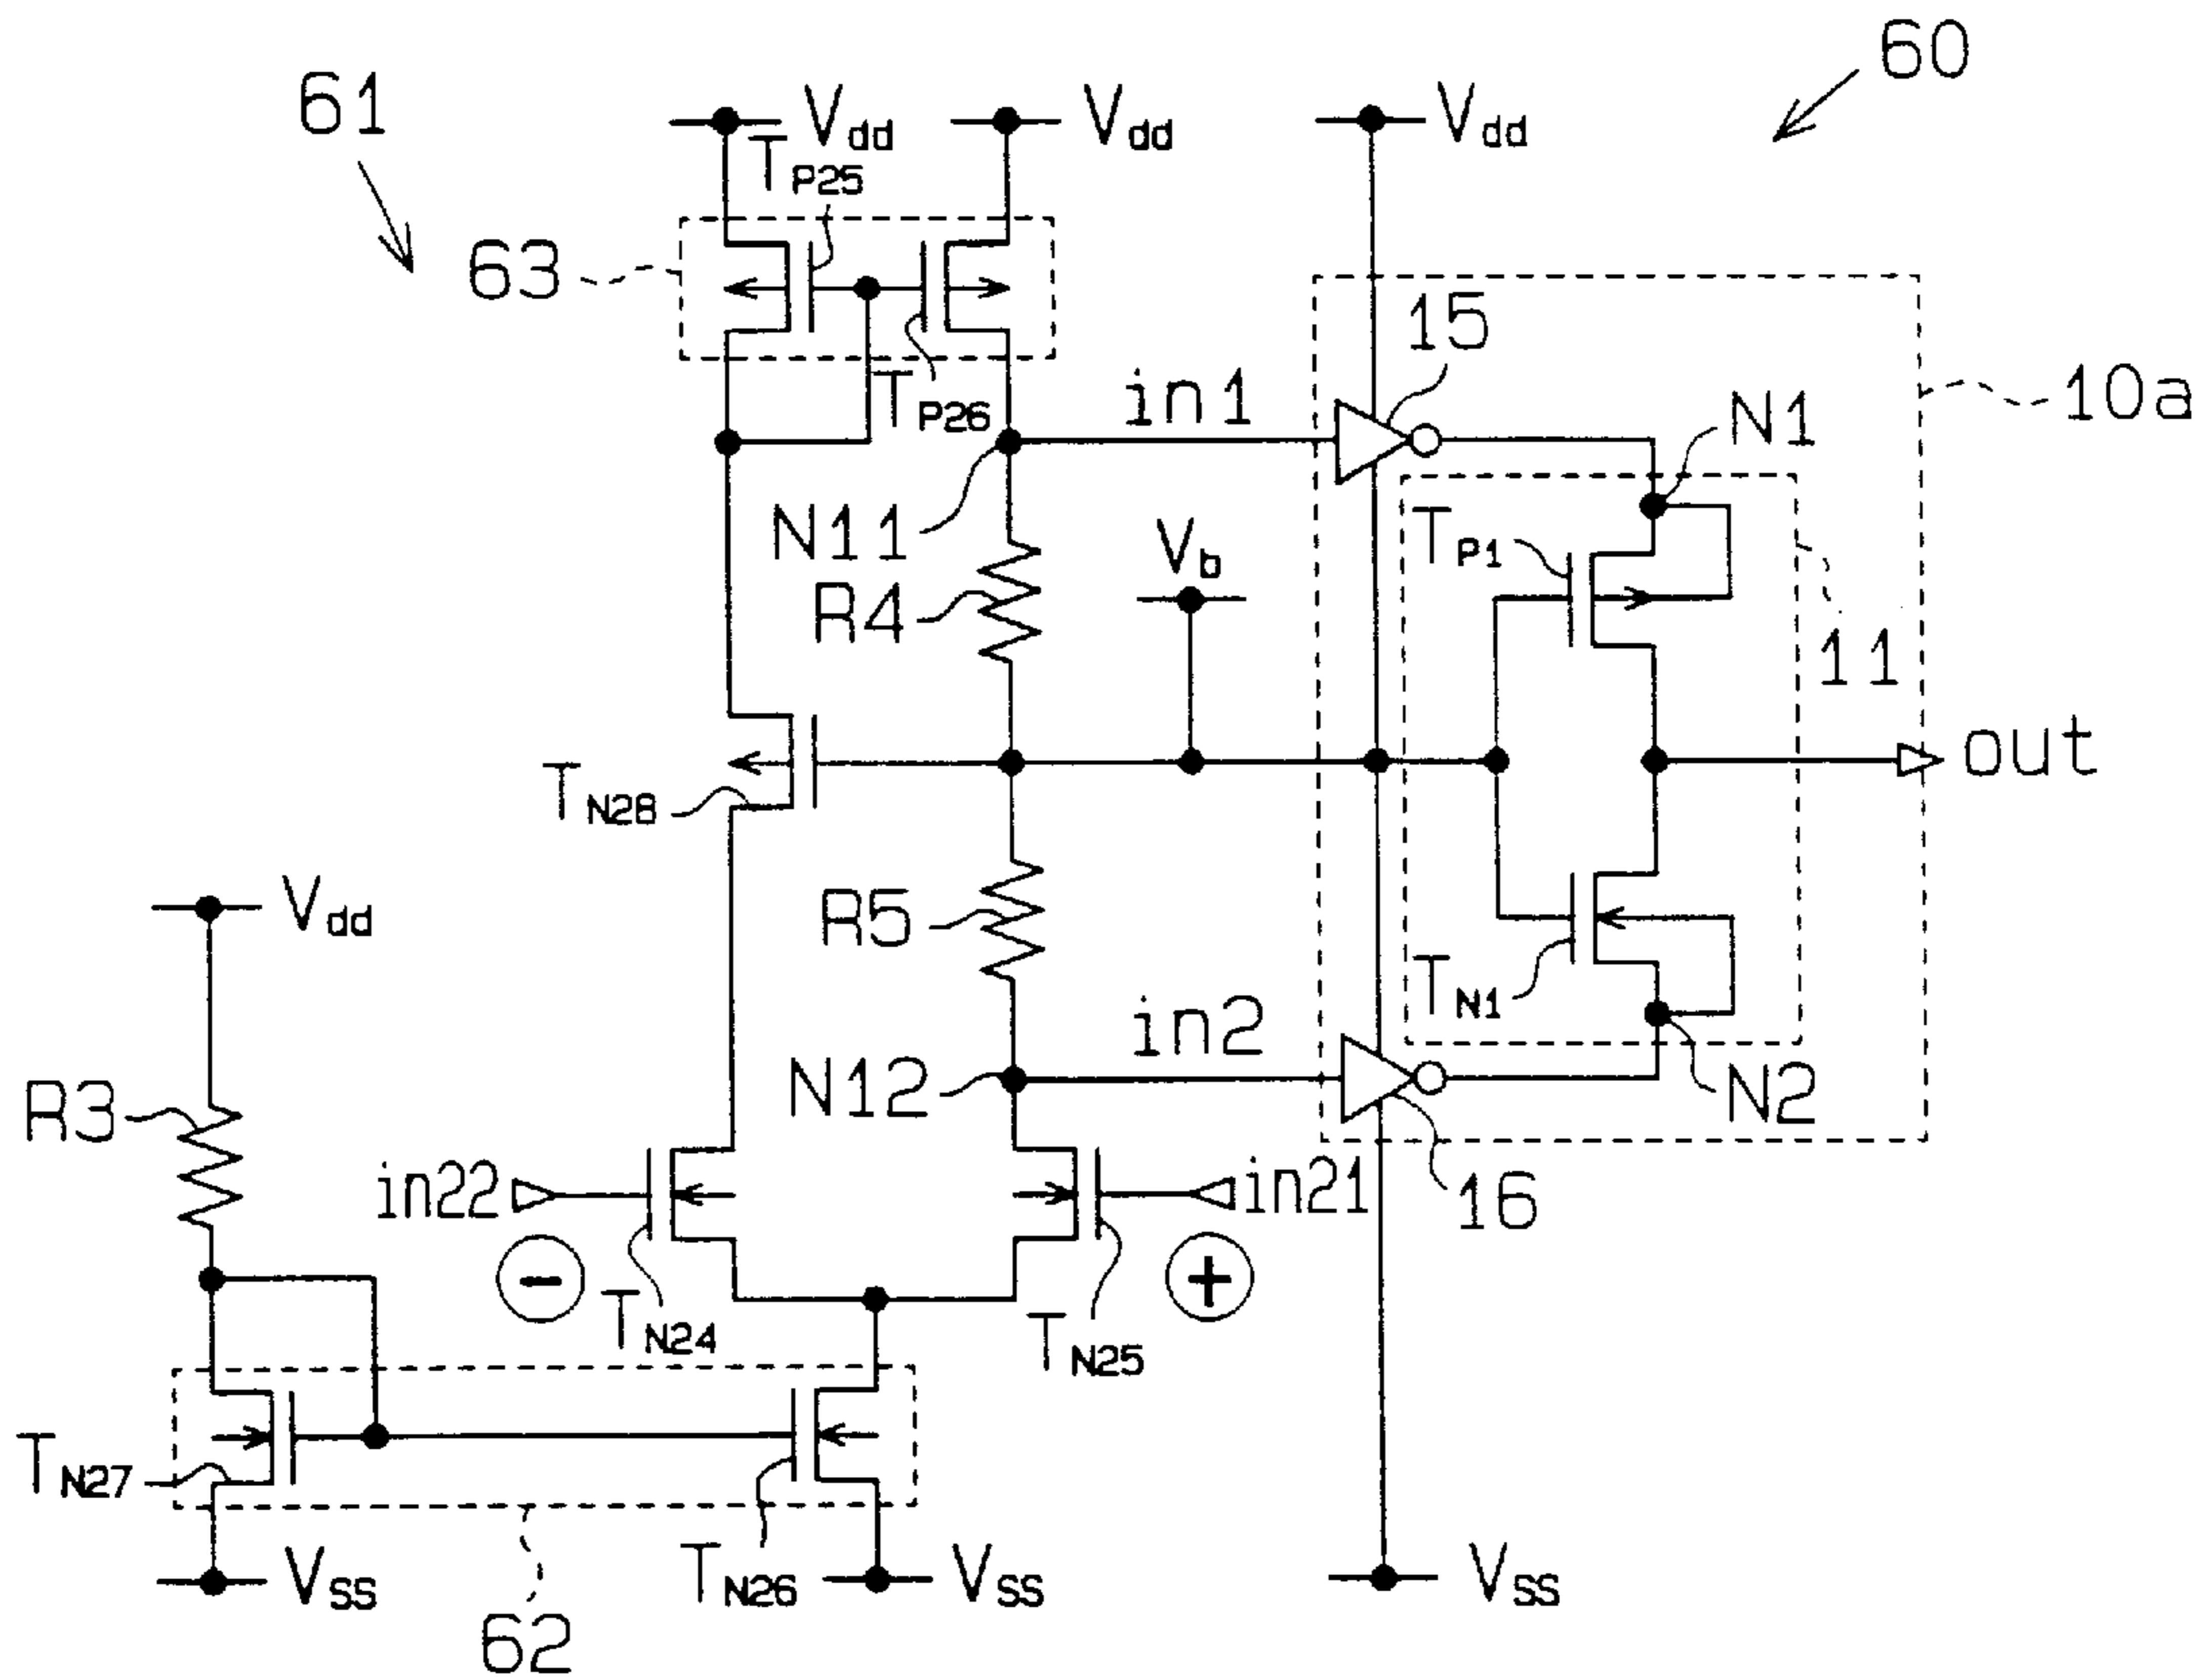 60
61
Vdd
Vdd
Vdd
TP25
63
15
10a
TP26
in1
N1
N11
TP1
Vb
R4
11
out
TN28
Vdd
R5
TN1
in2
N12
N2
R3
in22
in21
16
-
+
TN24
TN25
TN27
TN26
VSS
VSS
VSS
62